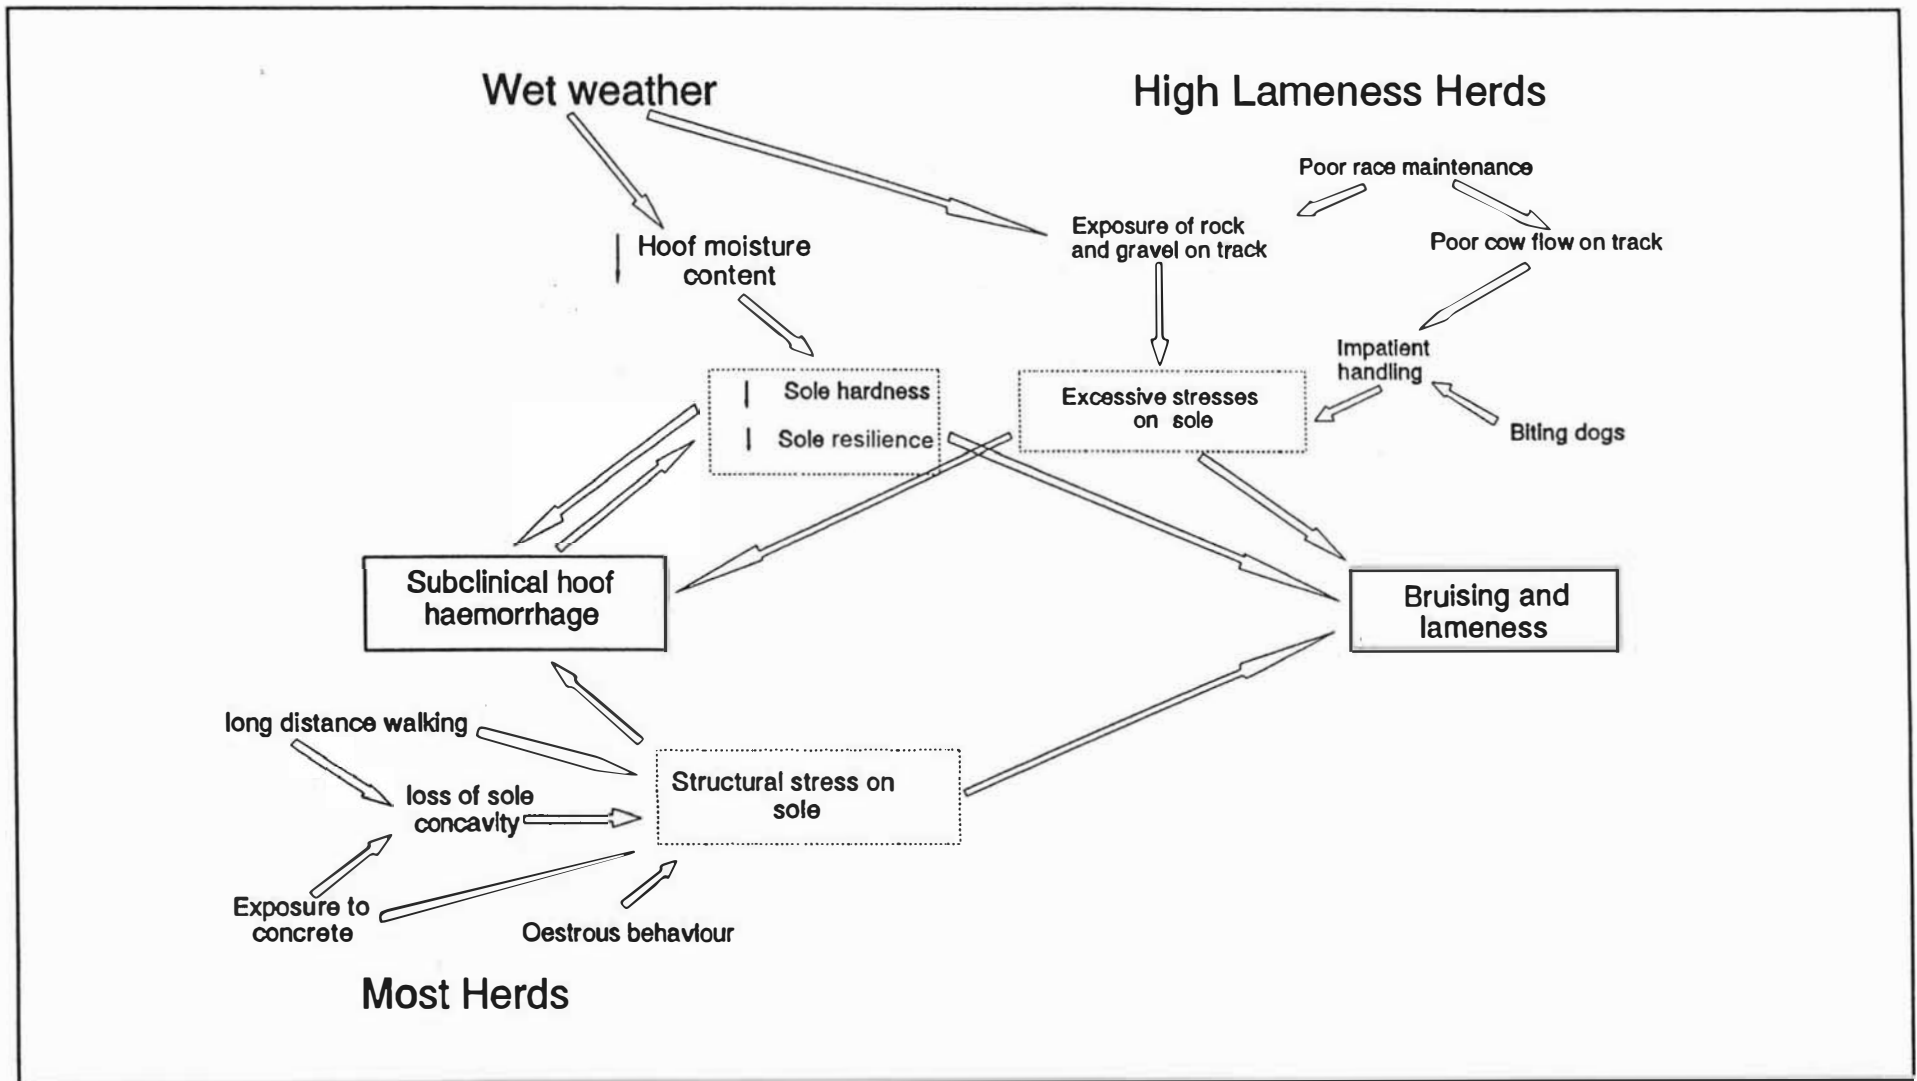 Wet weather
High Lameness Herds
Poor race maintenance
Exposure of rock
and gravel on track
Poor cow flow on track
↓ Hoof moisture
content
Impatient
handling
Biting dogs
↓ Sole hardness
↓ Sole resilience
Excessive stresses
on sole
Subclinical hoof
haemorrhage
Bruising and
lameness
long distance walking
loss of sole
concavity
Structural stress on
sole
Exposure to
concrete
Oestrous behaviour
Most Herds